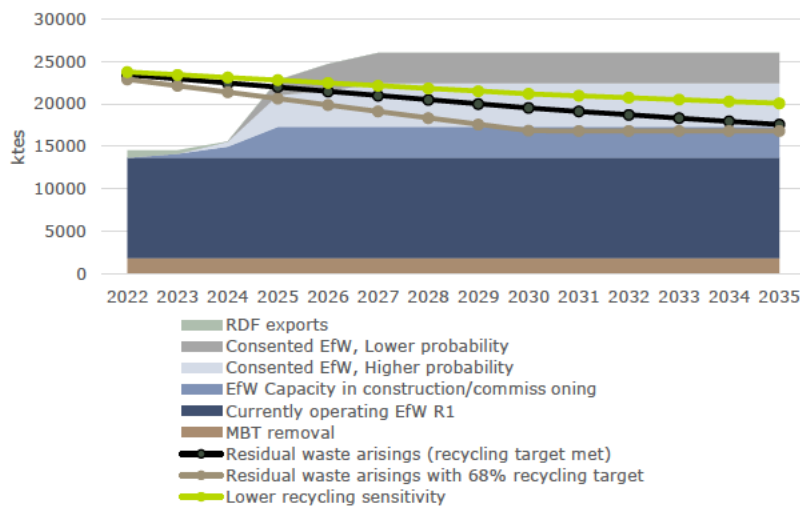 30000
25000
20000
15000
10000
5000
0
ktes
2022 2023 2024 2025 2026 2027 2028 2029 2030 2031 2032 2033 2034 2035
RDF exports
Consented EfW, Lower probability
Consented EfW, Higher probability
EfW Capacity in construction/commiss oning
Currently operating EfW R1
MBT removal
Residual waste arisings (recycling target met)
Residual waste arisings with 68% recycling target
Lower recycling sensitivity